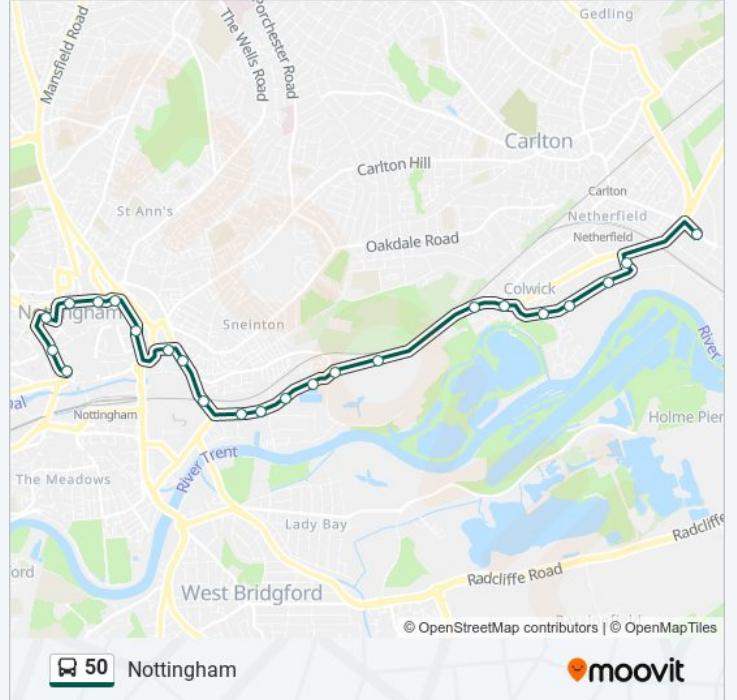 Gedling
Mansfield Road
The Wells Road
Porchester Road
Carlton
Carlton Hill
Carlton
St Ann's
Netherfield
Netherfield
Oakdale Road
Colwick
Nottingham
Sneinton
River
Nottingham
Holme Pier
River Trent
The Meadows
Lady Bay
Radcliffe
ford
Radcliffe Road
West Bridgford
© OpenStreetMap contributors | © OpenMapTiles
50 Nottingham
moovit